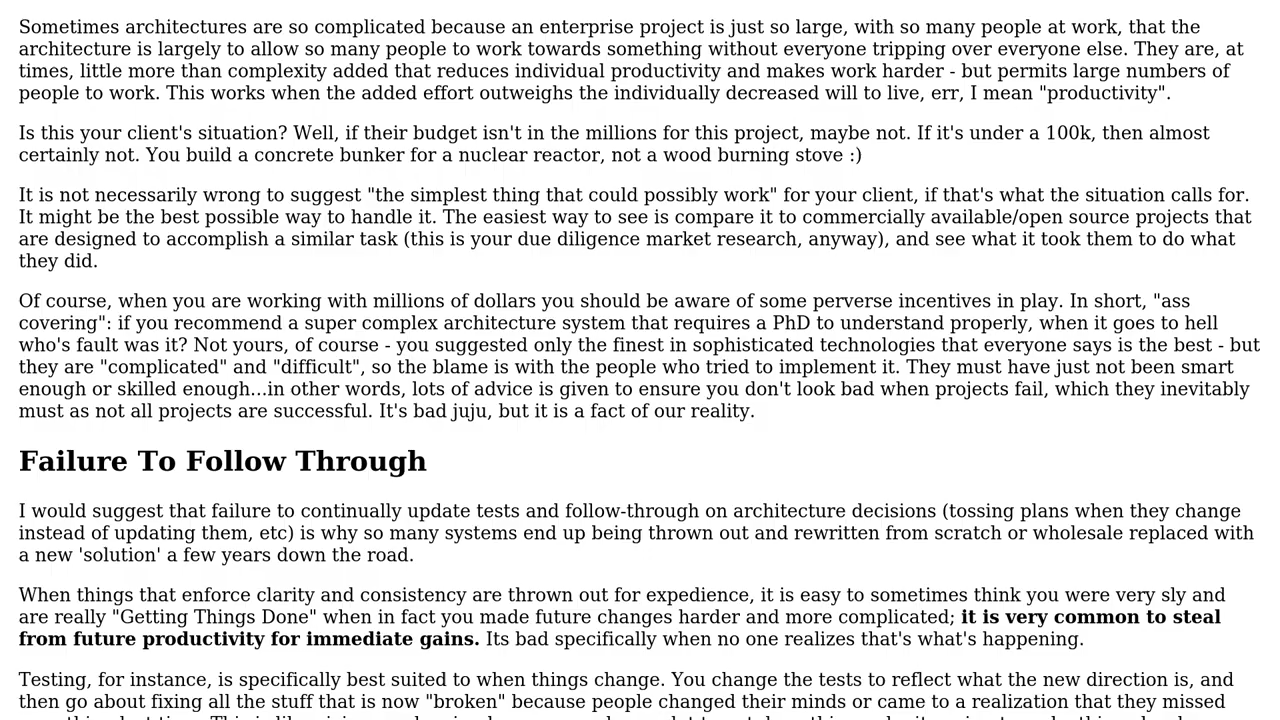 Sometimes architectures are so complicated because an enterprise project is just so large, with so many people at work, that the
architecture is largely to allow so many people to work towards something without everyone tripping over everyone else. They are, at
times, little more than complexity added that reduces individual productivity and makes work harder - but permits large numbers of
people to work. This works when the added effort outweighs the individually decreased will to live, err, I mean "productivity".
Is this your client's situation? Well, if their budget isn't in the millions for this project, maybe not. If it's under a 100k, then almost
certainly not. You build a concrete bunker for a nuclear reactor, not a wood burning stove :)
It is not necessarily wrong to suggest "the simplest thing that could possibly work" for your client, if that's what the situation calls for.
It might be the best possible way to handle it. The easiest way to see is compare it to commercially available/open source projects that
are designed to accomplish a similar task (this is your due diligence market research, anyway), and see what it took them to do what
they did.
Of course, when you are working with millions of dollars you should be aware of some perverse incentives in play. In short, "ass
covering": if you recommend a super complex architecture system that requires a PhD to understand properly, when it goes to hell
who's fault was it? Not yours, of course - you suggested only the finest in sophisticated technologies that everyone says is the best - but
they are "complicated" and "difficult", so the blame is with the people who tried to implement it. They must have just not been smart
enough or skilled enough...in other words, lots of advice is given to ensure you don't look bad when projects fail, which they inevitably
must as not all projects are successful. It's bad juju, but it is a fact of our reality.
Failure To Follow Through
I would suggest that failure to continually update tests and follow-through on architecture decisions (tossing plans when they change
instead of updating them, etc) is why so many systems end up being thrown out and rewritten from scratch or wholesale replaced with
a new 'solution' a few years down the road.
When things that enforce clarity and consistency are thrown out for expedience, it is easy to sometimes think you were very sly and
are really "Getting Things Done" when in fact you made future changes harder and more complicated; it is very common to steal
from future productivity for immediate gains. Its bad specifically when no one realizes that's what's happening.
Testing, for instance, is specifically best suited to when things change. You change the tests to reflect what the new direction is, and
then go about fixing all the stuff that is now "broken" because people changed their minds or came to a realization that they missed